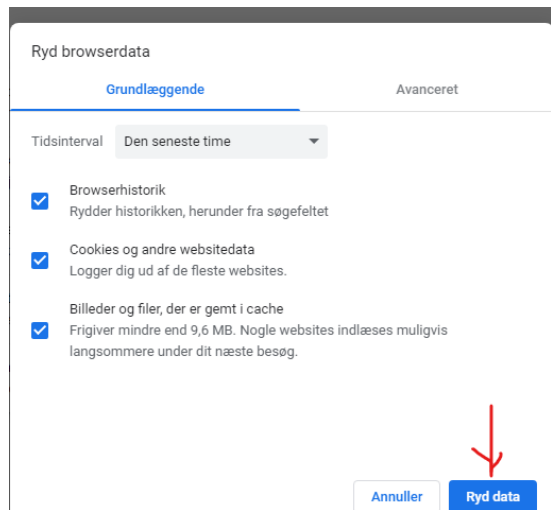 Ryd browserdata
Grundlæggende Avanceret
Tidsinterval Den seneste time
Browserhistorik
Rydder historikken, herunder fra søgefeltet
Cookies og andre websitedata
Logger dig ud af de fleste websites.
Billeder og filer, der er gemt i cache
Frigiver mindre end 9,6 MB. Nogle websites indlæses muligvis
langsommere under dit næste besøg.
Annuller Ryd data